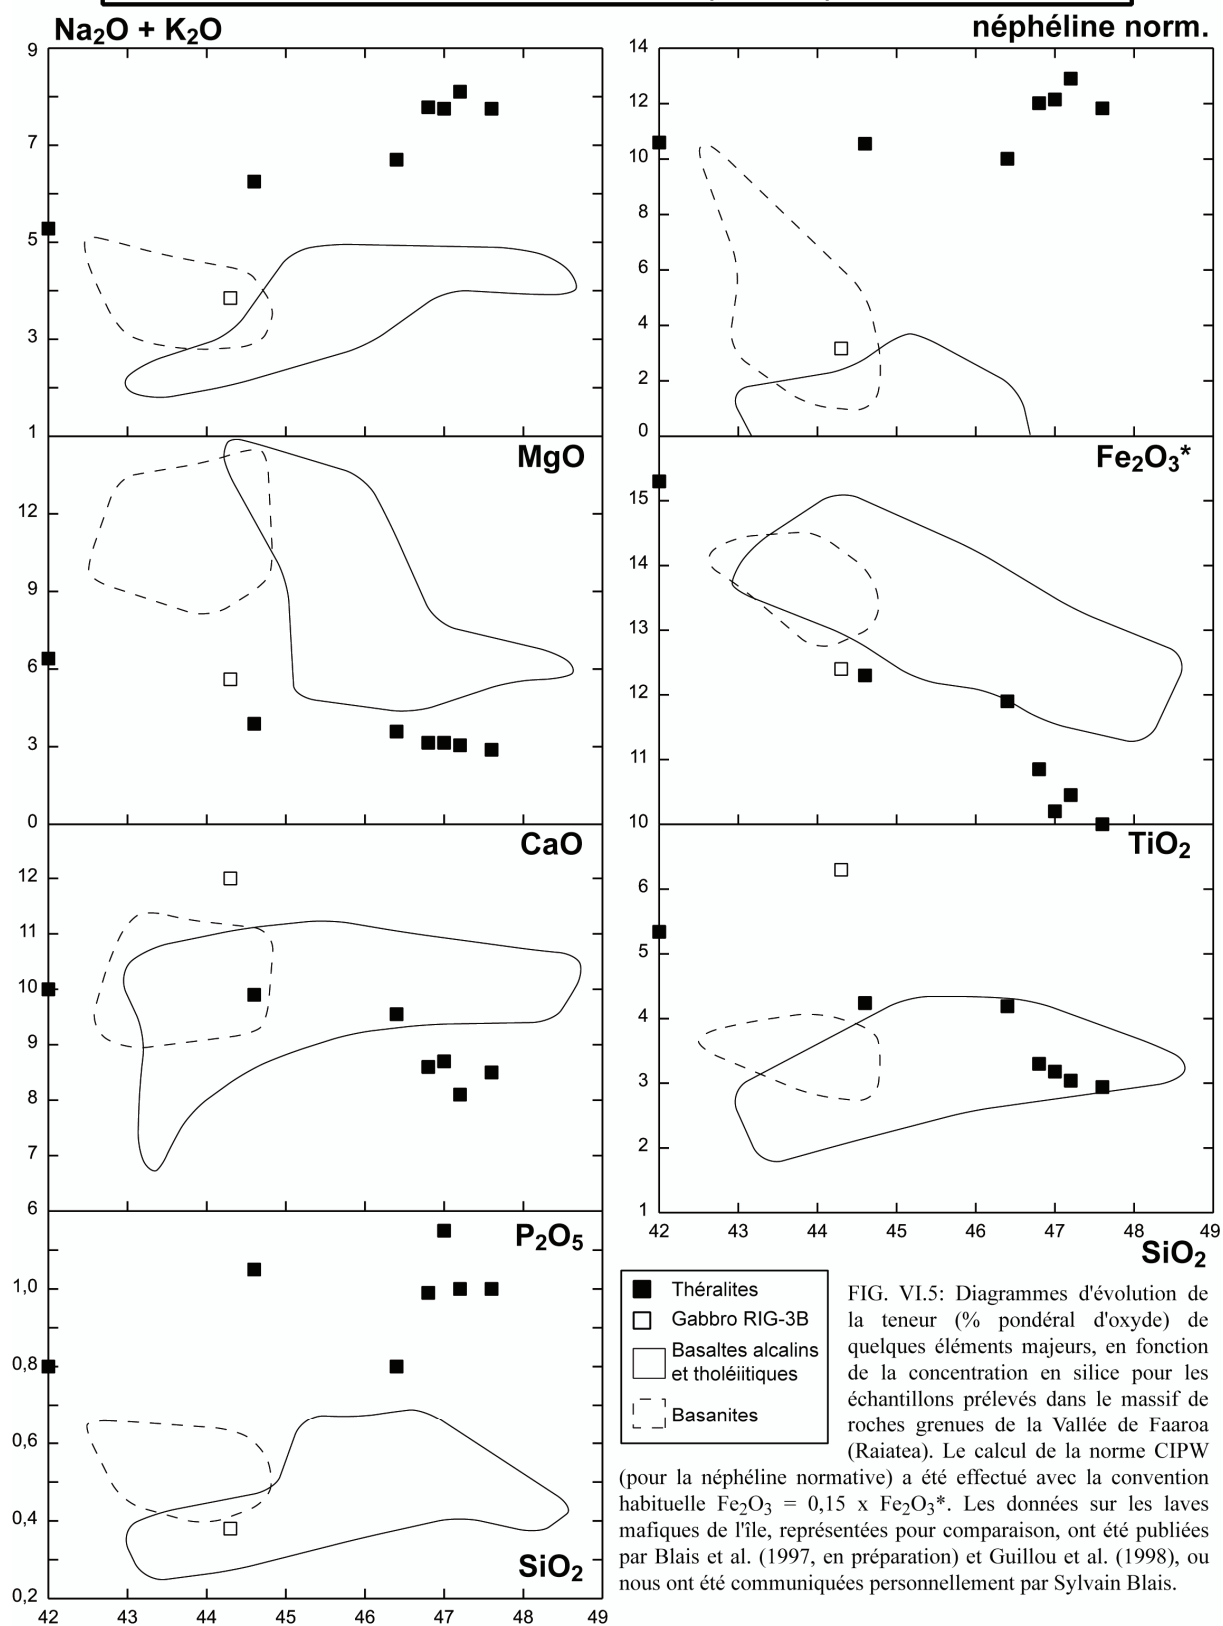 Na₂O + K₂O
néphéline norm.
9
7
5
3
1
14
12
10
8
6
4
2
0
MgO
12
9
6
3
0
Fe₂O₃*
15
14
13
12
11
10
CaO
12
11
10
9
8
7
6
TiO₂
6
5
4
3
2
1
42 43 44 45 46 47 48 49
SiO₂
P₂O₅
1,0
0,8
0,6
0,4
0,2
SiO₂
42 43 44 45 46 47 48 49
Théralites
Gabbro RIG-3B
Basaltes alcalins
et tholéiitiques
Basanites
FIG. VI.5: Diagrammes d'évolution de
la teneur (% pondéral d'oxyde) de
quelques éléments majeurs, en fonction
de la concentration en silice pour les
échantillons prélevés dans le massif de
roches grenues de la Vallée de Faaroa
(Raiatea). Le calcul de la norme CIPW
(pour la néphéline normative) a été effectué avec la convention
habituelle Fe₂O₃ = 0,15 x Fe₂O₃*. Les données sur les laves
mafiques de l'île, représentées pour comparaison, ont été publiées
par Blais et al. (1997, en préparation) et Guillou et al. (1998), ou
nous ont été communiquées personnellement par Sylvain Blais.